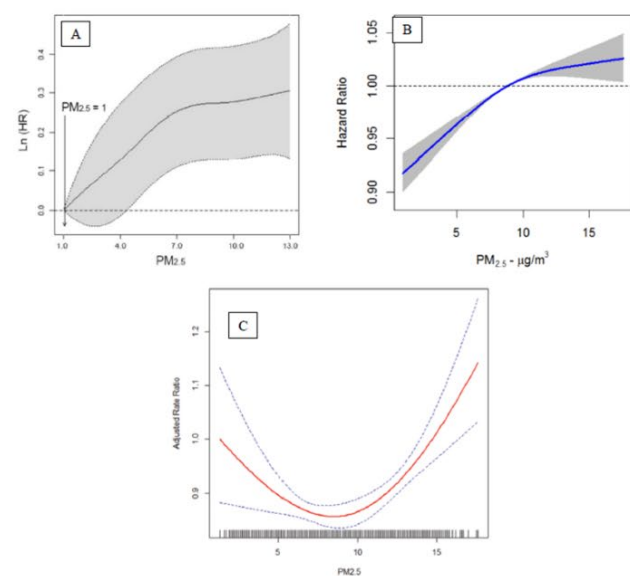 A
PM2.5 = 1
Ln (HR)
0.4
0.3
0.2
0.1
0.0
1.0 4.0 7.0 10.0 13.0
PM2.5
B
Hazard Ratio
1.05
1.00
0.95
0.90
5 10 15
PM2.5 - μg/m³
C
Adjusted Rate Ratio
1.2
1.1
1.0
0.9
5 10 15
PM2.5